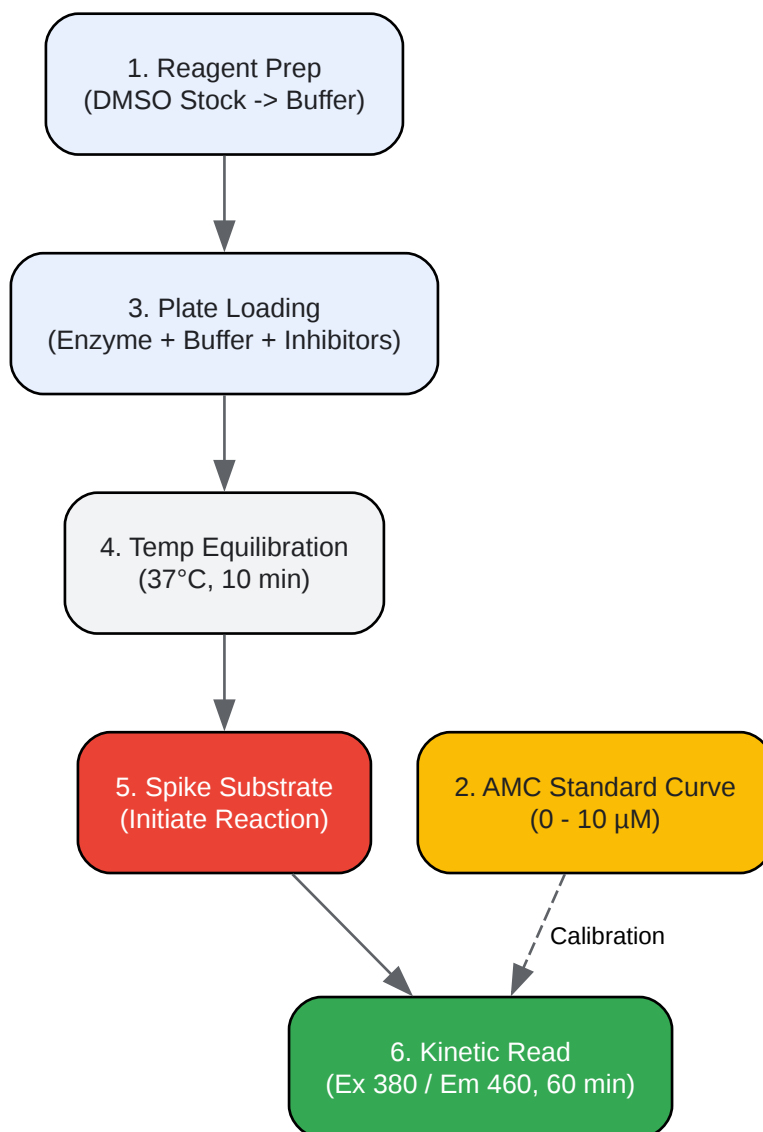 1. Reagent Prep
(DMSO Stock -> Buffer)
3. Plate Loading
(Enzyme + Buffer + Inhibitors)
4. Temp Equilibration
(37°C, 10 min)
5. Spike Substrate
(Initiate Reaction)
2. AMC Standard Curve
(0 - 10 µM)
Calibration
6. Kinetic Read
(Ex 380 / Em 460, 60 min)